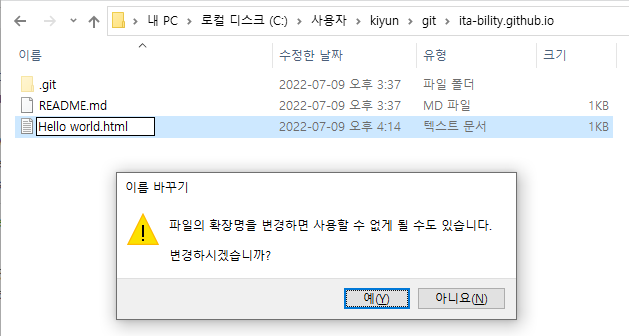 내 PC > 로컬 디스크 (C:) > 사용자 > kiyun > git > ita-bility.github.io
이름 수정한 날짜 유형 크기
.git 2022-07-09 오후 3:37 파일 폴더
README.md 2022-07-09 오후 3:37 MD 파일 1KB
Hello world.html 2022-07-09 오후 4:14 텍스트 문서 1KB
이름 바꾸기
파일의 확장명을 변경하면 사용할 수 없게 될 수도 있습니다.
변경하시겠습니까?
예(Y) 아니요(N)